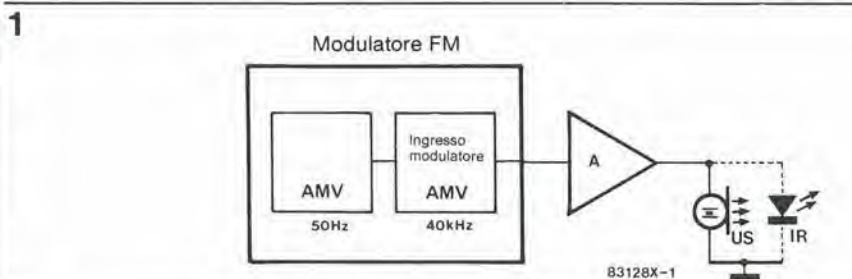 1
Modulatore FM
Ingresso
modulatore
AMV
AMV
50Hz
40kHz
A
US
IR
83128X-1